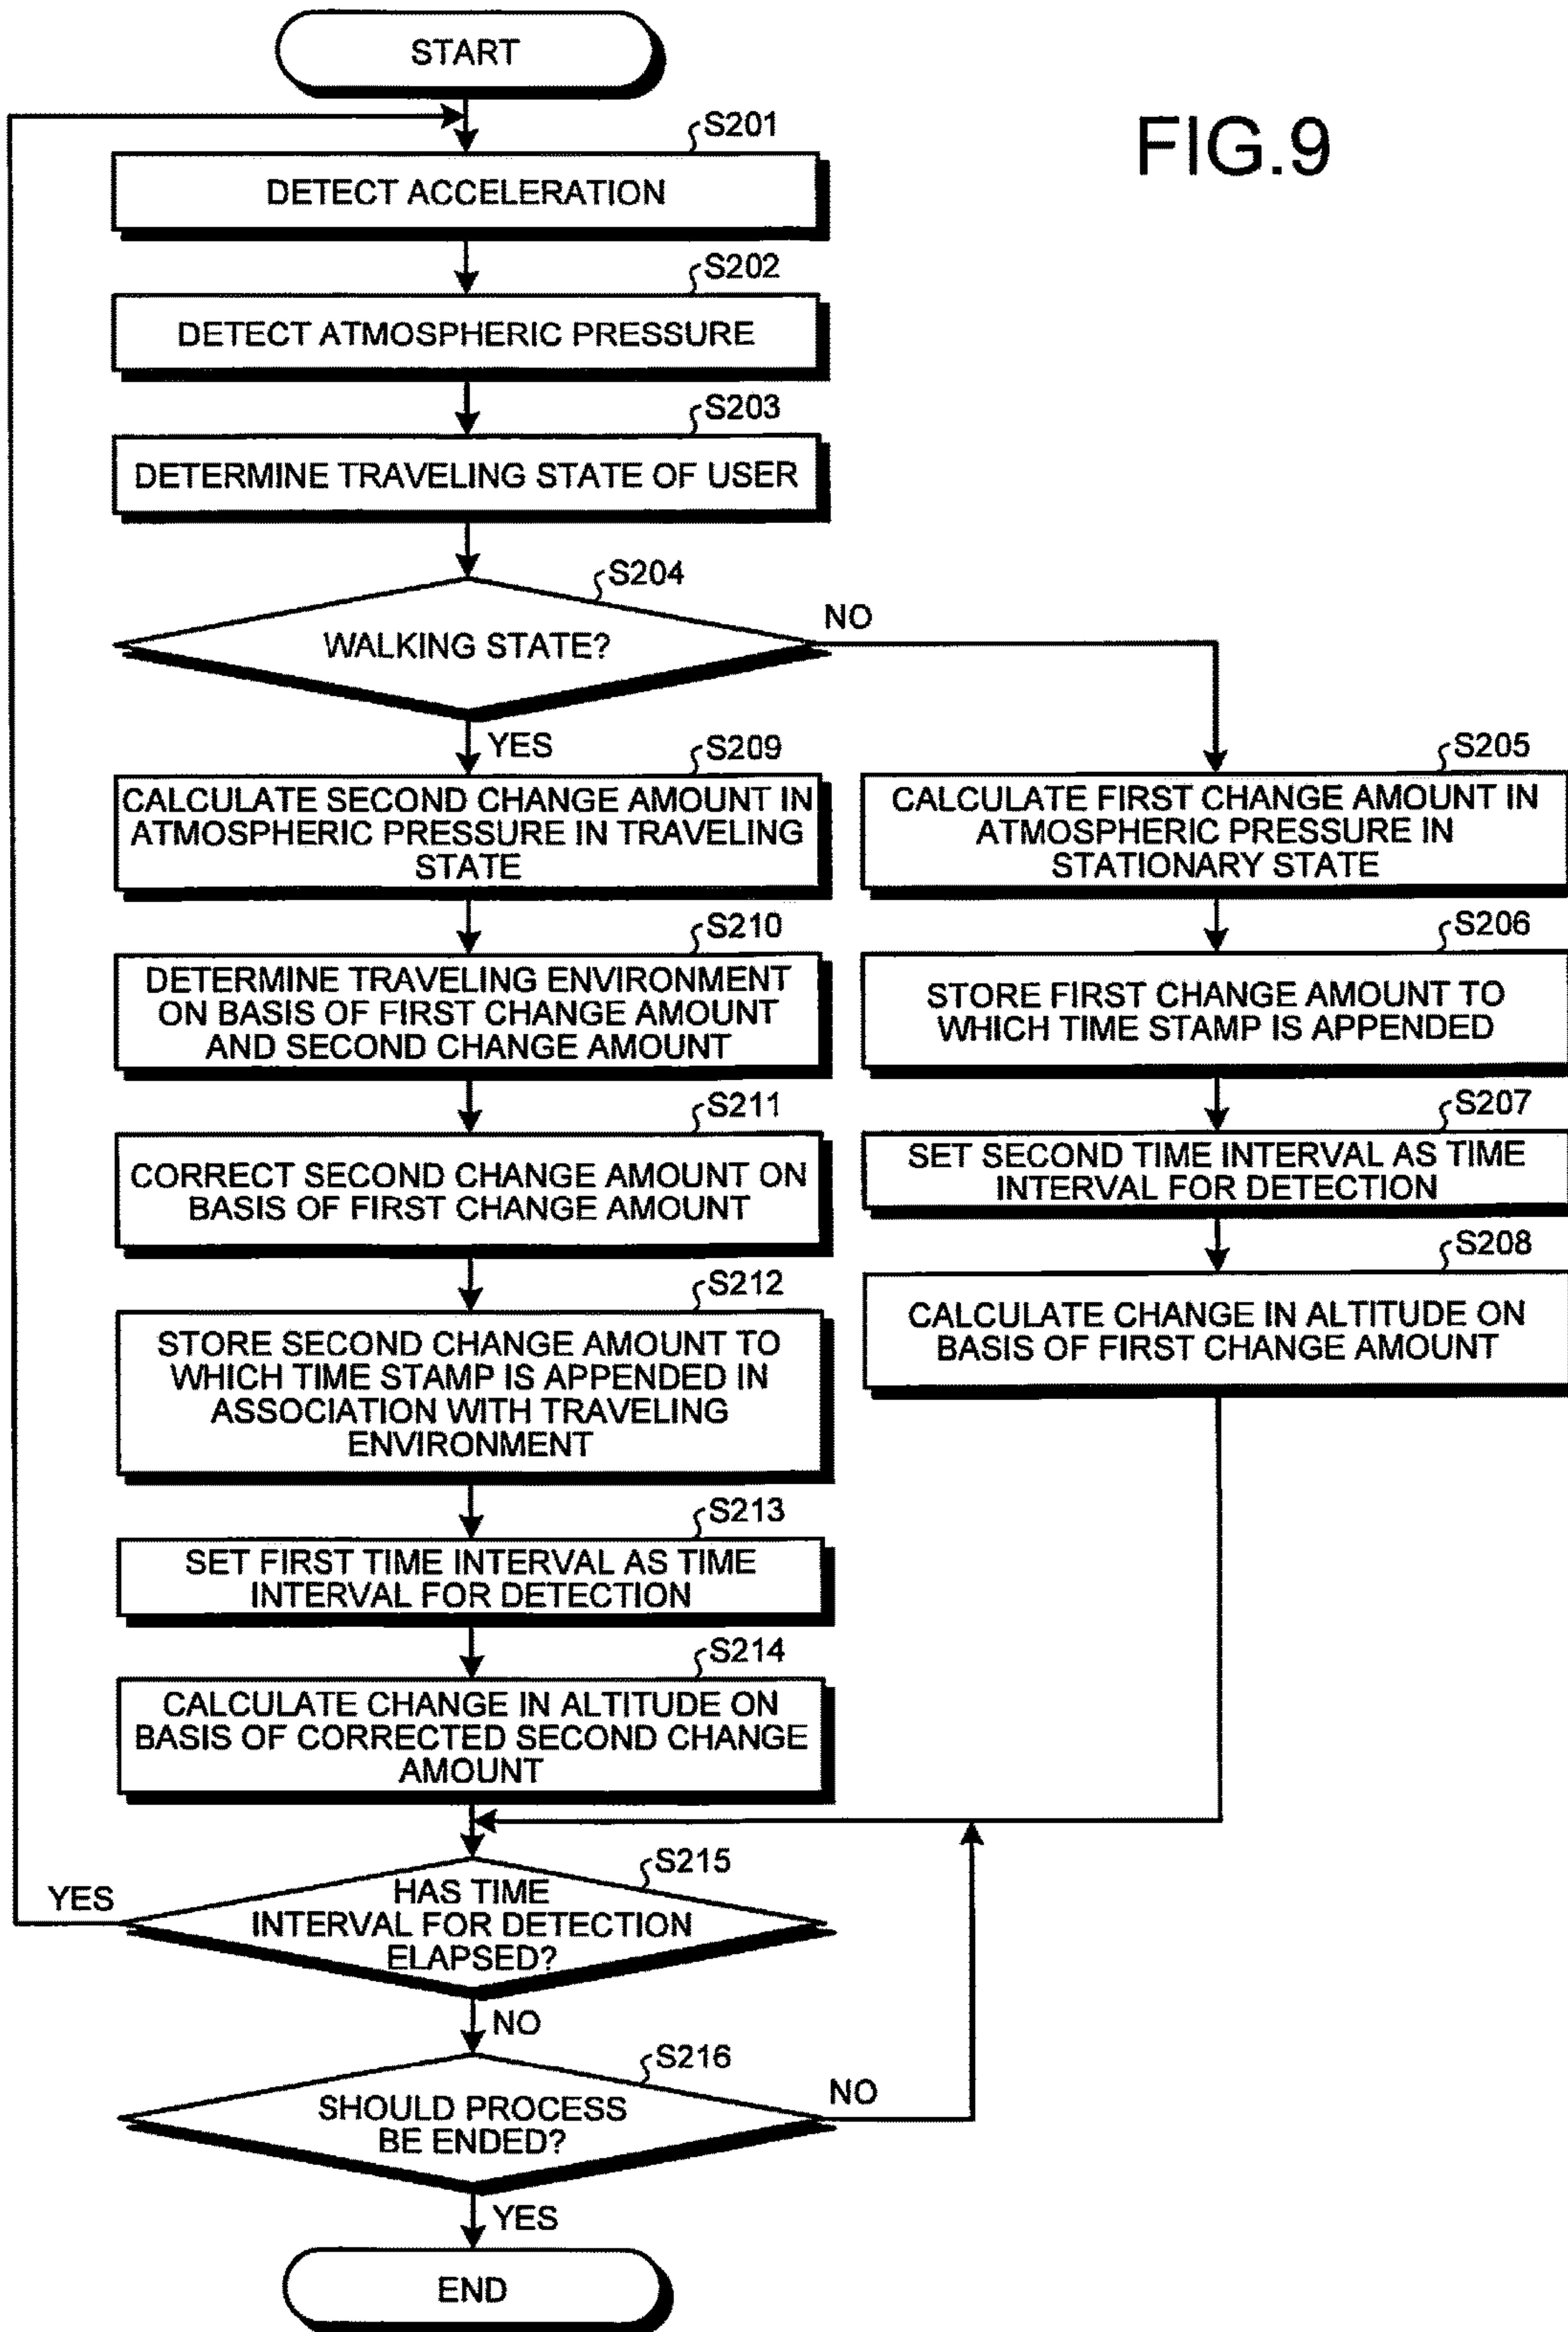 START
FIG.9
S201
DETECT ACCELERATION
S202
DETECT ATMOSPHERIC PRESSURE
S203
DETERMINE TRAVELING STATE OF USER
S204
WALKING STATE?
NO
YES
S209
CALCULATE SECOND CHANGE AMOUNT IN
ATMOSPHERIC PRESSURE IN TRAVELING
STATE
S210
DETERMINE TRAVELING ENVIRONMENT
ON BASIS OF FIRST CHANGE AMOUNT
AND SECOND CHANGE AMOUNT
S211
CORRECT SECOND CHANGE AMOUNT ON
BASIS OF FIRST CHANGE AMOUNT
S212
STORE SECOND CHANGE AMOUNT TO
WHICH TIME STAMP IS APPENDED IN
ASSOCIATION WITH TRAVELING
ENVIRONMENT
S213
SET FIRST TIME INTERVAL AS TIME
INTERVAL FOR DETECTION
S214
CALCULATE CHANGE IN ALTITUDE ON
BASIS OF CORRECTED SECOND CHANGE
AMOUNT
S205
CALCULATE FIRST CHANGE AMOUNT IN
ATMOSPHERIC PRESSURE IN
STATIONARY STATE
S206
STORE FIRST CHANGE AMOUNT TO
WHICH TIME STAMP IS APPENDED
S207
SET SECOND TIME INTERVAL AS TIME
INTERVAL FOR DETECTION
S208
CALCULATE CHANGE IN ALTITUDE ON
BASIS OF FIRST CHANGE AMOUNT
S215
YES
HAS TIME
INTERVAL FOR DETECTION
ELAPSED?
NO
S216
SHOULD PROCESS
BE ENDED?
NO
YES
END